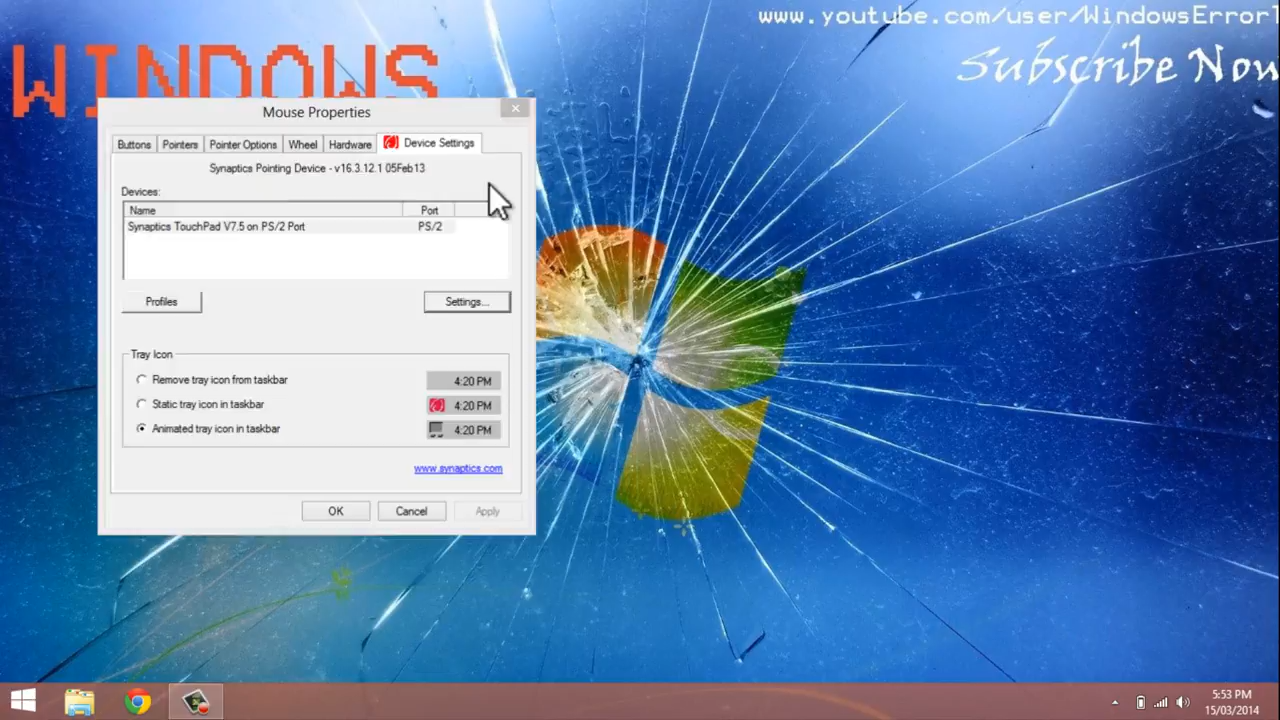 www.youtube.com/user/WindowsError
Subscribe Now
WINDOWS
Mouse Properties
Buttons Pointers Pointer Options Wheel Hardware Device Settings
Synaptics Pointing Device - v16.3.12.1 05Feb13
Devices:
Name Port
Synaptics TouchPad V7.5 on PS/2 Port PS/2
Profiles Settings...
Tray Icon
Remove tray icon from taskbar 4:20 PM
Static tray icon in taskbar 4:20 PM
Animated tray icon in taskbar 4:20 PM
www.synaptics.com
OK Cancel Apply
5:53 PM
15/03/2014